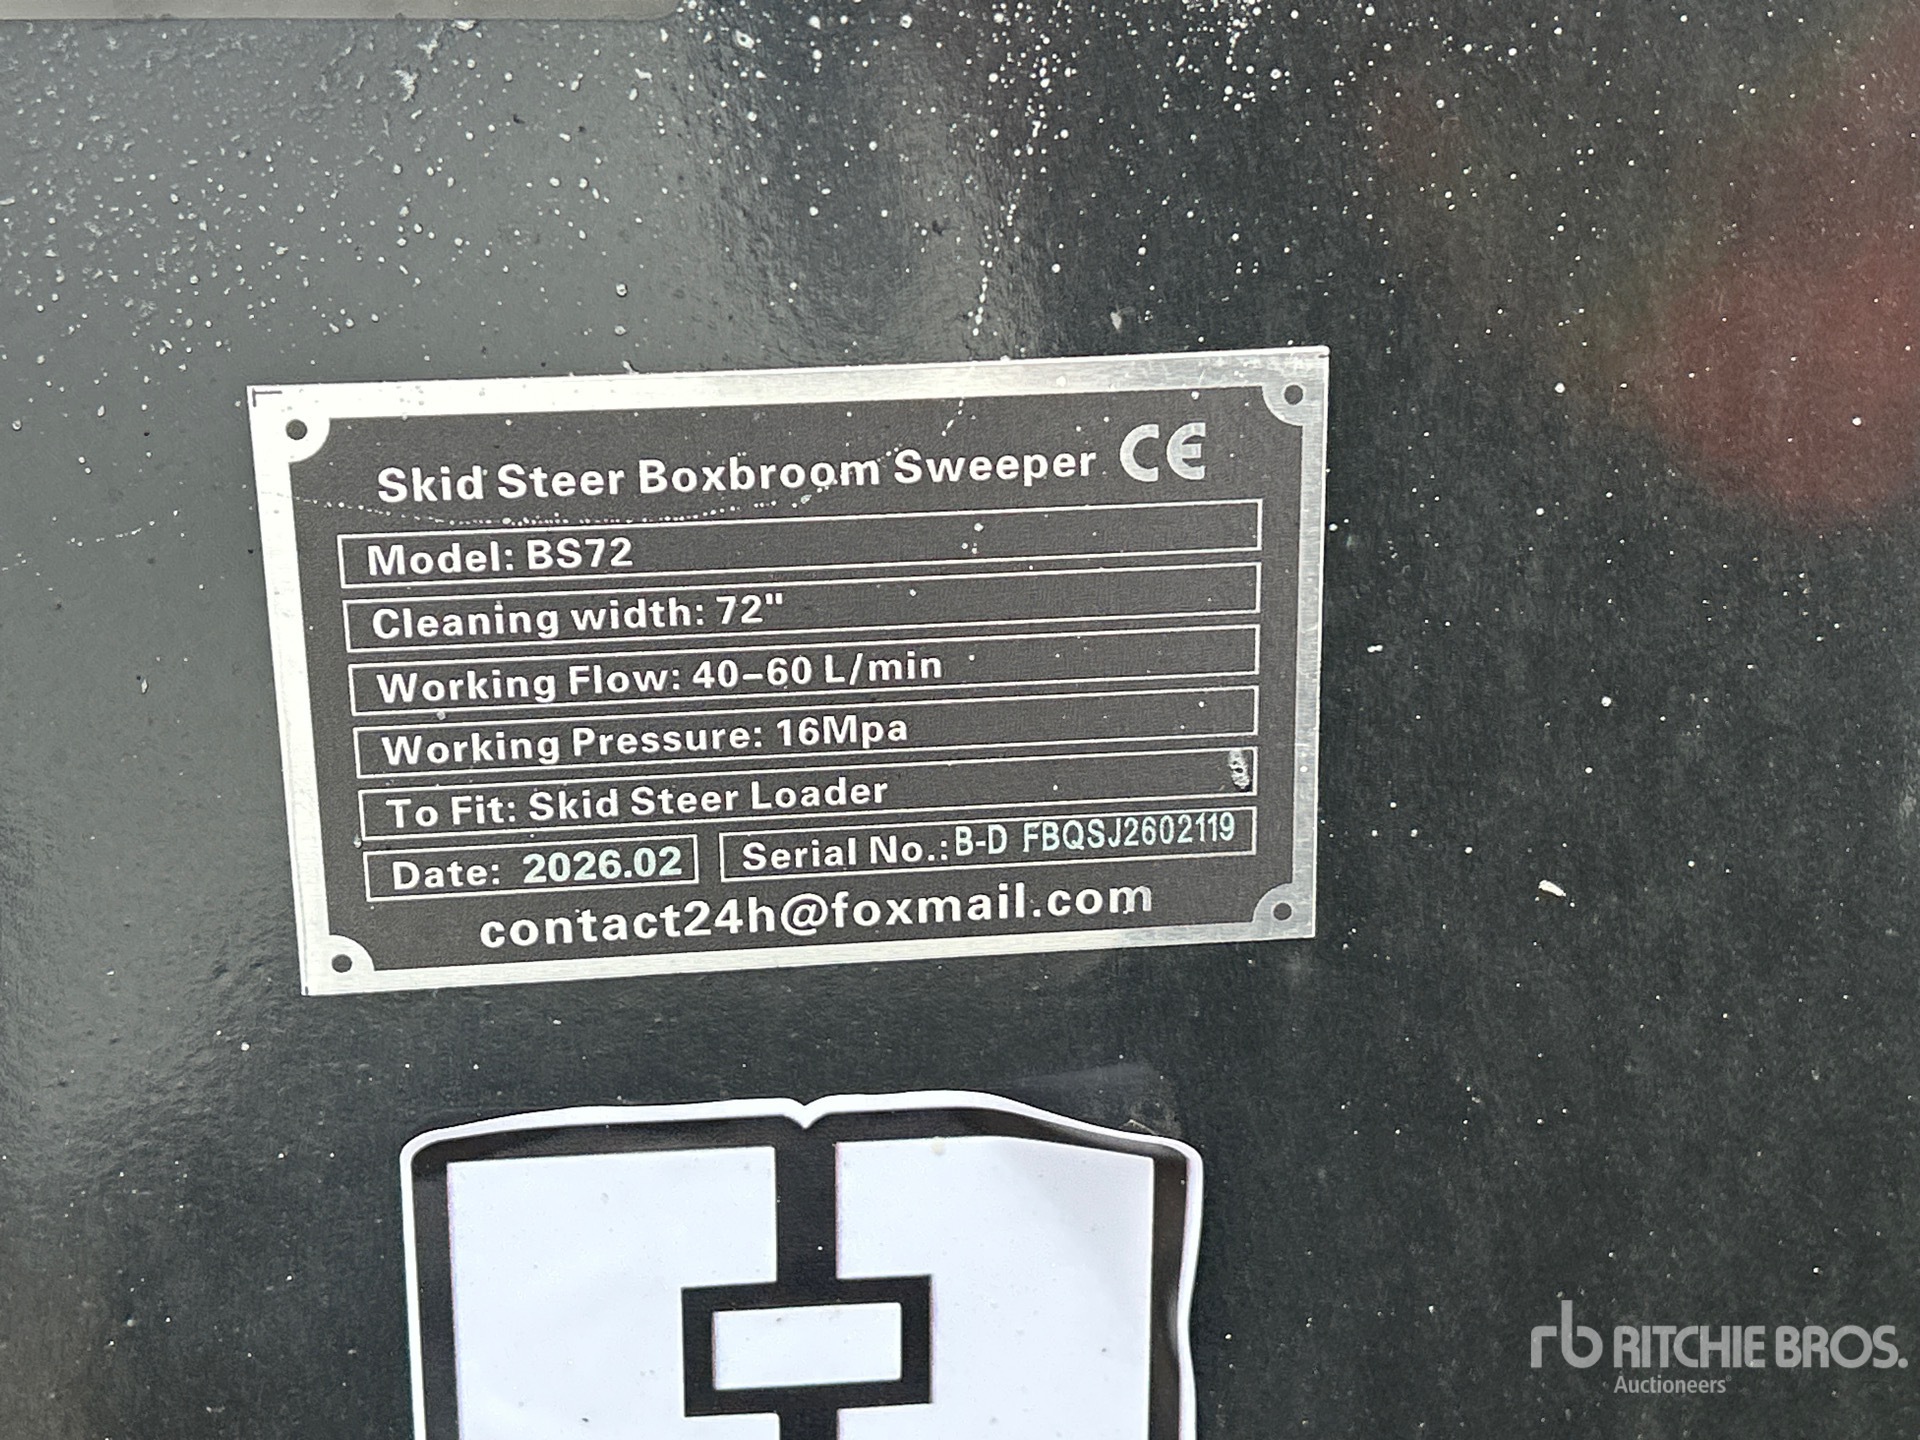 Skid Steer Boxbroom Sweeper CE
Model: BS72
Cleaning width: 72"
Working Flow: 40-60 L/min
Working Pressure: 16Mpa
To Fit: Skid Steer Loader
Date: 2026.02 Serial No.: B-D FBQSJ2602119
contact24h@foxmail.com
rb RITCHIE BROS.
Auctioneers